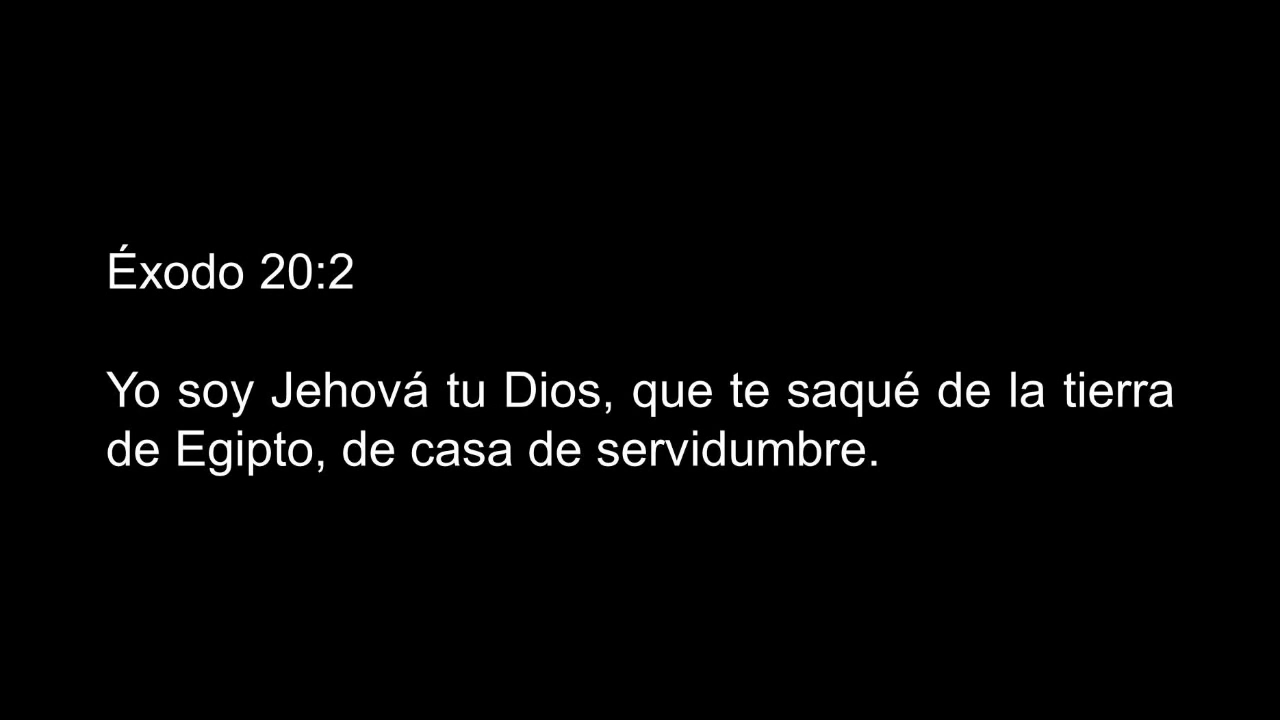 Éxodo 20:2
Yo soy Jehová tu Dios, que te saqué de la tierra
de Egipto, de casa de servidumbre.